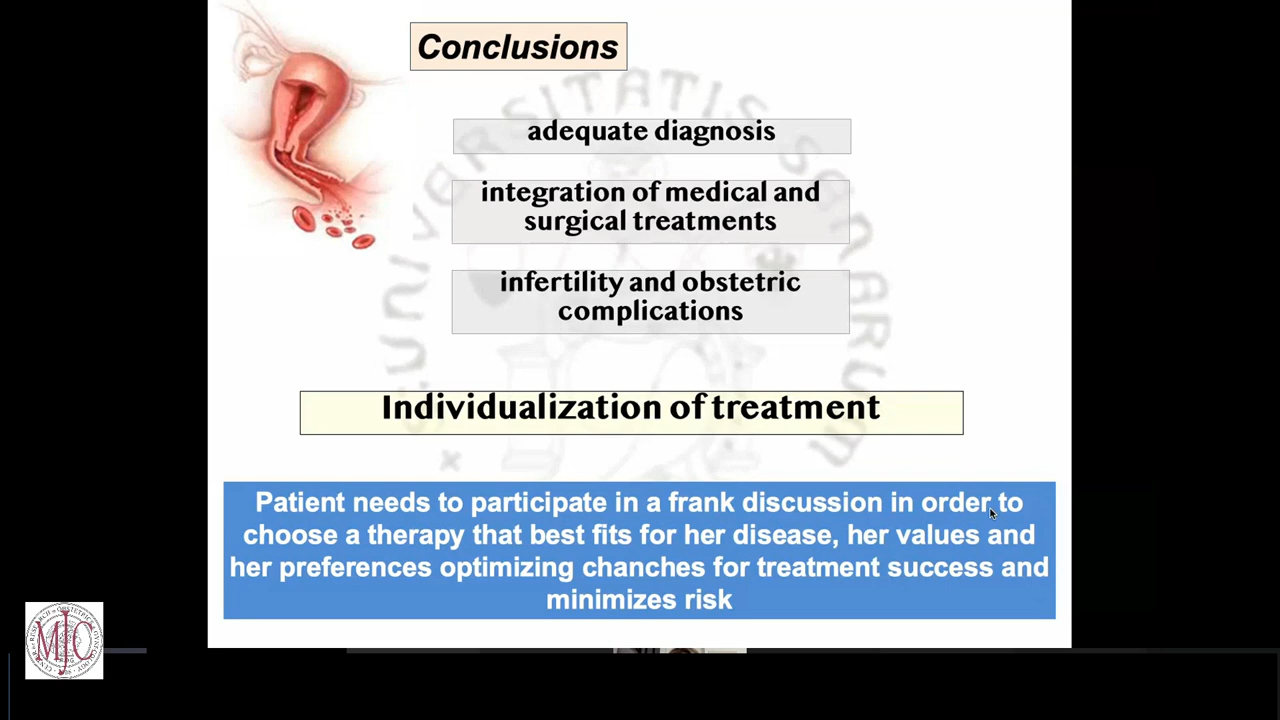 Conclusions
adequate diagnosis
integration of medical and
surgical treatments
infertility and obstetric
complications
Individualization of treatment
Patient needs to participate in a frank discussion in order to
choose a therapy that best fits for her disease, her values and
her preferences optimizing chanches for treatment success and
minimizes risk
MJC